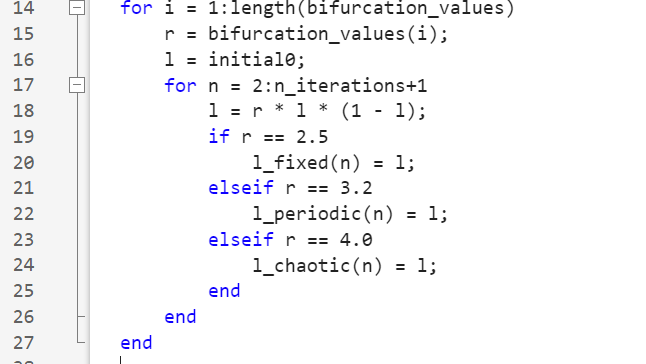 14 for i = 1:length(bifurcation_values)
15 r = bifurcation_values(i);
16 l = initial0;
17 for n = 2:n_iterations+1
18 l = r * l * (1 - l);
19 if r == 2.5
20 l_fixed(n) = l;
21 elseif r == 3.2
22 l_periodic(n) = l;
23 elseif r == 4.0
24 l_chaotic(n) = l;
25 end
26 end
27 end